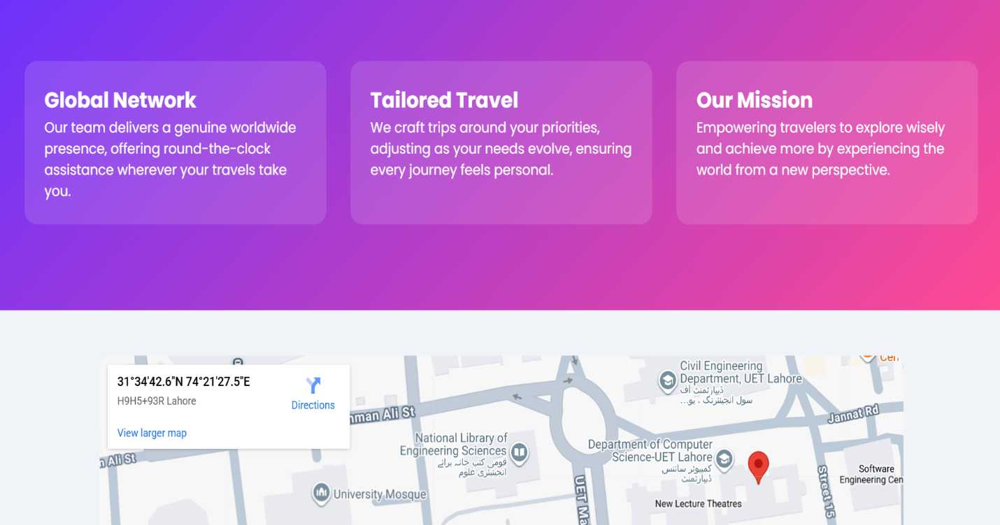 Global Network
Our team delivers a genuine worldwide
presence, offering round-the-clock
assistance wherever your travels take
you.
Tailored Travel
We craft trips around your priorities,
adjusting as your needs evolve, ensuring
every journey feels personal.
Our Mission
Empowering travelers to explore wisely
and achieve more by experiencing the
world from a new perspective.
31°34'42.6"N 74°21'27.5"E
H9H5+93R Lahore
Directions
View larger map
Cen
Civil Engineering
Department, UET Lahore
ڈیپارٹمنٹ آف
سول انجینئرنگ ، یو...
hman Ali St
Jannat Rd
National Library of
Engineering Sciences
قومی کتب خانہ برائے
انجینئری علوم
Department of Computer
Science-UET Lahore
کمپیوٹر سائنس
ڈیپارٹمنٹ
n Ali St
Software
Engineering Cen
Street 15
University Mosque
UET Ma
New Lecture Theatres